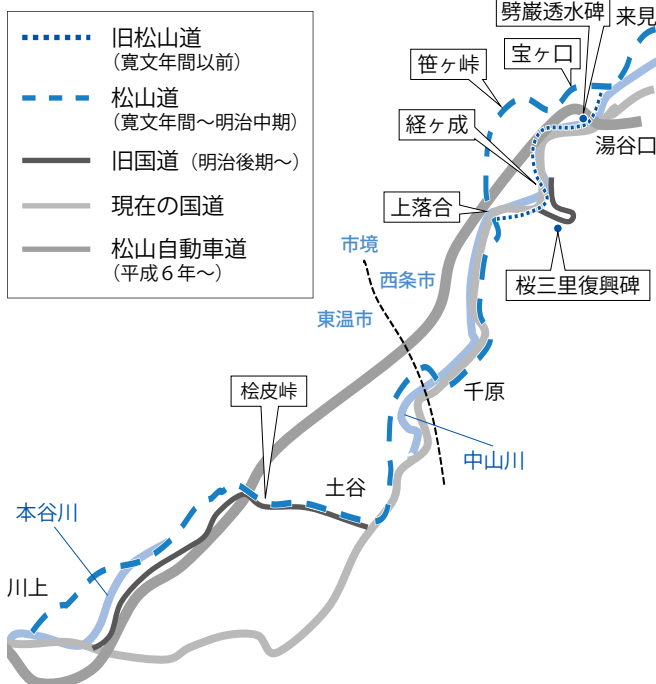 旧松山道
（寛文年間以前）
松山道
（寛文年間〜明治中期）
旧国道（明治後期〜）
現在の国道
松山自動車道
（平成６年〜）
劈巌透水碑
来見
宝ヶ口
笹ヶ峠
経ヶ成
湯谷口
上落合
市境
西条市
桜三里復興碑
東温市
千原
桧皮峠
中山川
土谷
本谷川
川上